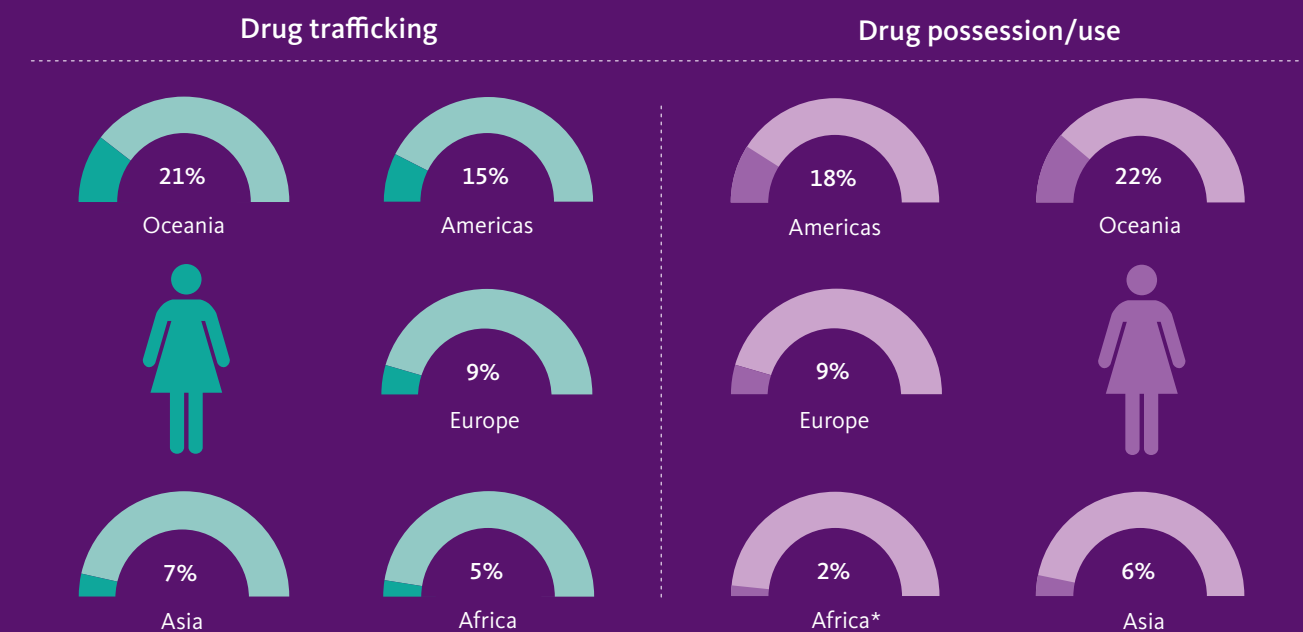 Drug trafficking
Drug possession/use
21%
Oceania
15%
Americas
18%
Americas
22%
Oceania
9%
Europe
9%
Europe
7%
Asia
5%
Africa
2%
Africa*
6%
Asia